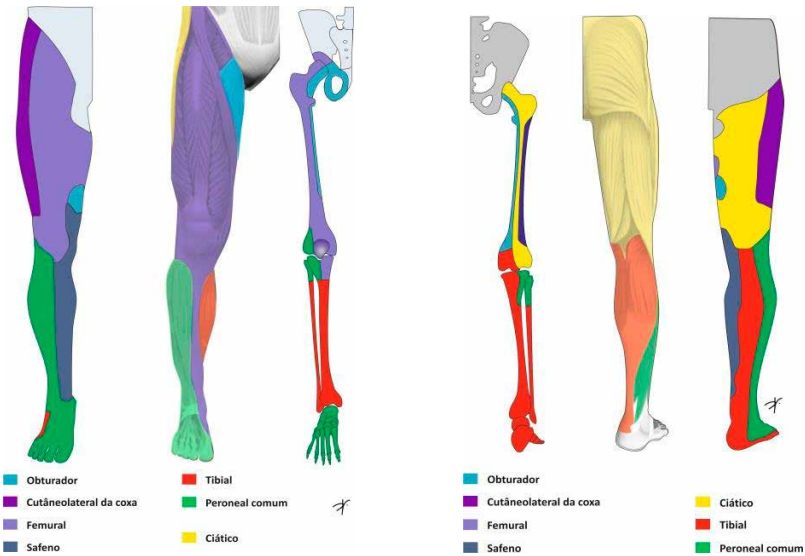 Obturador
Cutâneolateral da coxa
Femural
Safeno
Tibial
Peroneal comum
Ciático
Obturador
Cutâneolateral da coxa
Femural
Safeno
Ciático
Tibial
Peroneal comum